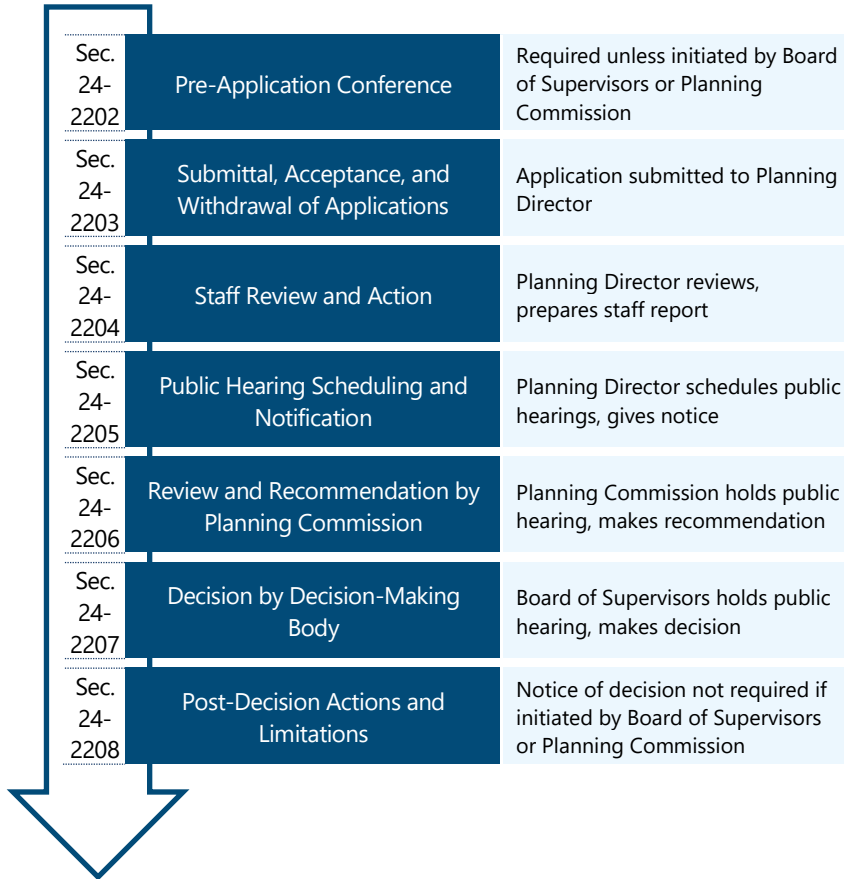 Sec.
24-
2202
Pre-Application Conference
Required unless initiated by Board
of Supervisors or Planning
Commission
Sec.
24-
2203
Submittal, Acceptance, and
Withdrawal of Applications
Application submitted to Planning
Director
Sec.
24-
2204
Staff Review and Action
Planning Director reviews,
prepares staff report
Sec.
24-
2205
Public Hearing Scheduling and
Notification
Planning Director schedules public
hearings, gives notice
Sec.
24-
2206
Review and Recommendation by
Planning Commission
Planning Commission holds public
hearing, makes recommendation
Sec.
24-
2207
Decision by Decision-Making
Body
Board of Supervisors holds public
hearing, makes decision
Sec.
24-
2208
Post-Decision Actions and
Limitations
Notice of decision not required if
initiated by Board of Supervisors
or Planning Commission